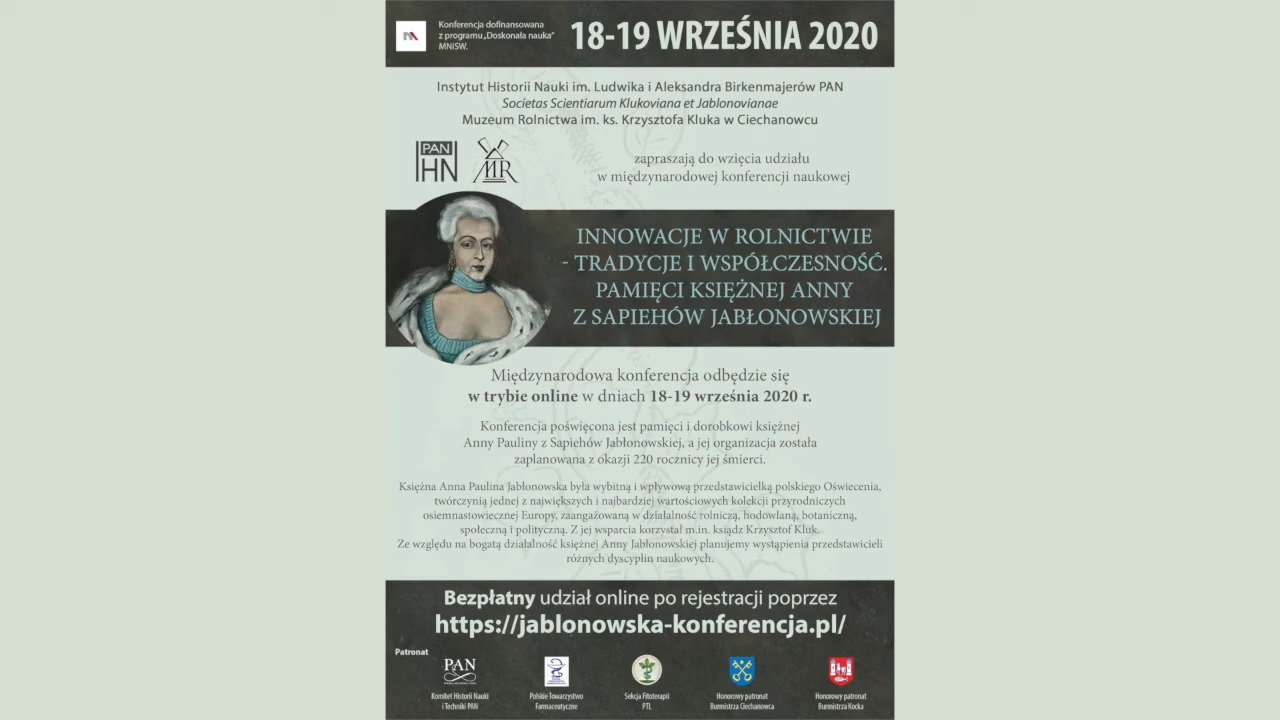 Konferencja dofinansowana
z programu „Doskonała nauka"
MNiSW.
18-19 WRZEŚNIA 2020
Instytut Historii Nauki im. Ludwika i Aleksandra Birkenmajerów PAN
Societas Scientiarum Klukoviana et Jablonovianae
Muzeum Rolnictwa im. ks. Krzysztofa Kluka w Ciechanowcu
PAN
IHN
MR
zapraszają do wzięcia udziału
w międzynarodowej konferencji naukowej
INNOWACJE W ROLNICTWIE
- TRADYCJE I WSPÓŁCZESNOŚĆ.
PAMIĘCI KSIĘŻNEJ ANNY
Z SAPIEHÓW JABŁONOWSKIEJ
Międzynarodowa konferencja odbędzie się
w trybie online w dniach 18-19 września 2020 r.
Konferencja poświęcona jest pamięci i dorobkowi księżnej
Anny Pauliny z Sapiehów Jabłonowskiej, a jej organizacja została
zaplanowana z okazji 220 rocznicy jej śmierci.
Księżna Anna Paulina Jabłonowska była wybitną i wpływową przedstawicielką polskiego Oświecenia,
twórczynią jednej z największych i najbardziej wartościowych kolekcji przyrodniczych
osiemnastowiecznej Europy, zaangażowaną w działalność rolniczą, hodowlaną, botaniczną,
społeczną i polityczną. Z jej wsparcia korzystał m.in. ksiądz Krzysztof Kluk.
Ze względu na bogatą działalność księżnej Anny Jabłonowskiej planujemy wystąpienia przedstawicieli
różnych dyscyplin naukowych.
Bezpłatny udział online po rejestracji poprzez
https://jablonowska-konferencja.pl/
Patronat
PAN
Komitet Historii Nauki
i Techniki PAN
Polskie Towarzystwo
Farmaceutyczne
Sekcja Fitoterapii
PTL
Honorowy patronat
Burmistrza Ciechanowca
Honorowy patronat
Burmistrza Kocka